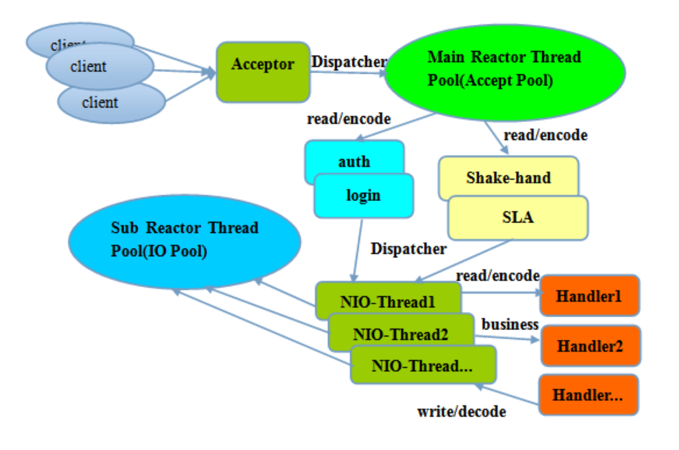 client
client
client
Acceptor
Dispatcher
Main Reactor Thread
Pool(Accept Pool)
read/encode
read/encode
auth
login
Shake-hand
SLA
Sub Reactor Thread
Pool(IO Pool)
Dispatcher
NIO-Thread1
NIO-Thread2
NIO-Thread...
read/encode
business
write/decode
Handler1
Handler2
Handler...